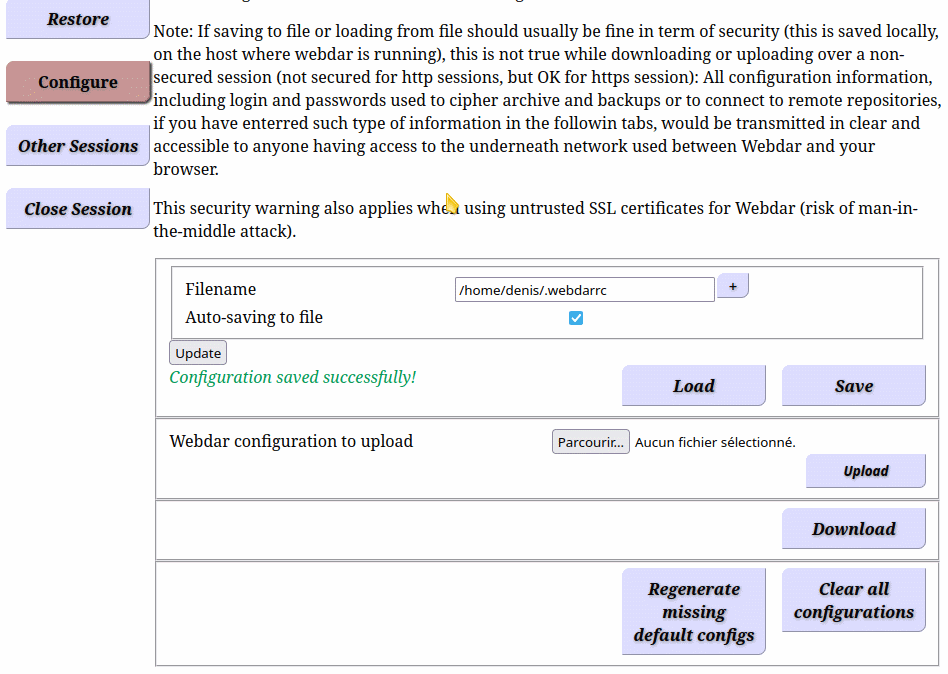 Restore
Configure
Other Sessions
Close Session
Note: If saving to file or loading from file should usually be fine in term of security (this is saved locally,
on the host where webdar is running), this is not true while downloading or uploading over a non-
secured session (not secured for http sessions, but OK for https session): All configuration information,
including login and passwords used to cipher archive and backups or to connect to remote repositories,
if you have enterred such type of information in the followin tabs, would be transmitted in clear and
accessible to anyone having access to the underneath network used between Webdar and your
browser.
This security warning also applies when using untrusted SSL certificates for Webdar (risk of man-in-
the-middle attack).
Filename /home/denis/.webdarrc +
Auto-saving to file
Update
Configuration saved successfully!
Load Save
Webdar configuration to upload Parcourir... Aucun fichier sélectionné.
Upload
Download
Regenerate
missing
default configs
Clear all
configurations